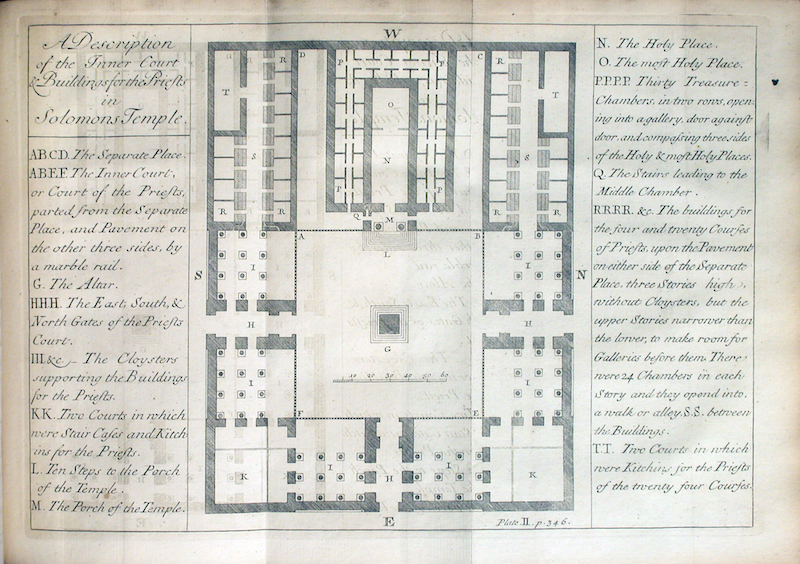 A Description
of the Inner Court
& Buildings for the Priests
in
Solomons Temple.
ABCD. The Separate Place.
ABEF. The Inner Court,
or Court of the Priests,
parted from the Separate
Place, and Pavement on
the other three sides, by
a marble rail.
G. The Altar.
HHH. The East, South, &
North Gates of the Priests
Court.
III. &c. The Cloysters
supporting the Buildings
for the Priests.
KK. Two Courts in which
were Stair Cases and Kitch
ins for the Priests.
L. Ten Steps to the Porch
of the Temple.
M. The Porch of the Temple.
W
D
C
R
R
T
O
T
P
P
S
N
S
P
P
R
R
Q
M
R
R
A
L
B
S
I
I
N
H
H
G
10 20 30 40 50 60
I
I
F
E
K
I
H
I
K
E
Plate II. p. 346.
N. The Holy Place.
O. The most Holy Place.
P.P.P.P. Thirty Treasure=
Chambers, in two rows, open-
ing into a gallery, door against
door, and compassing three sides
of the Holy & most Holy Places.
Q. The Stairs leading to the
Middle Chamber.
RRRR. &c. The buildings for
the four and twenty Courses
of Priests, upon the Pavement
on either side of the Separate
Place, three Stories high,
without Cloysters, but the
upper Stories narrower than
the lower, to make room for
Galleries before them. There
were 24 Chambers in each
Story and they opend into
a walk or alley, S.S. between
the Buildings.
T.T. Two Courts in which
were Kitchins for the Priests
of the twenty four Courses.